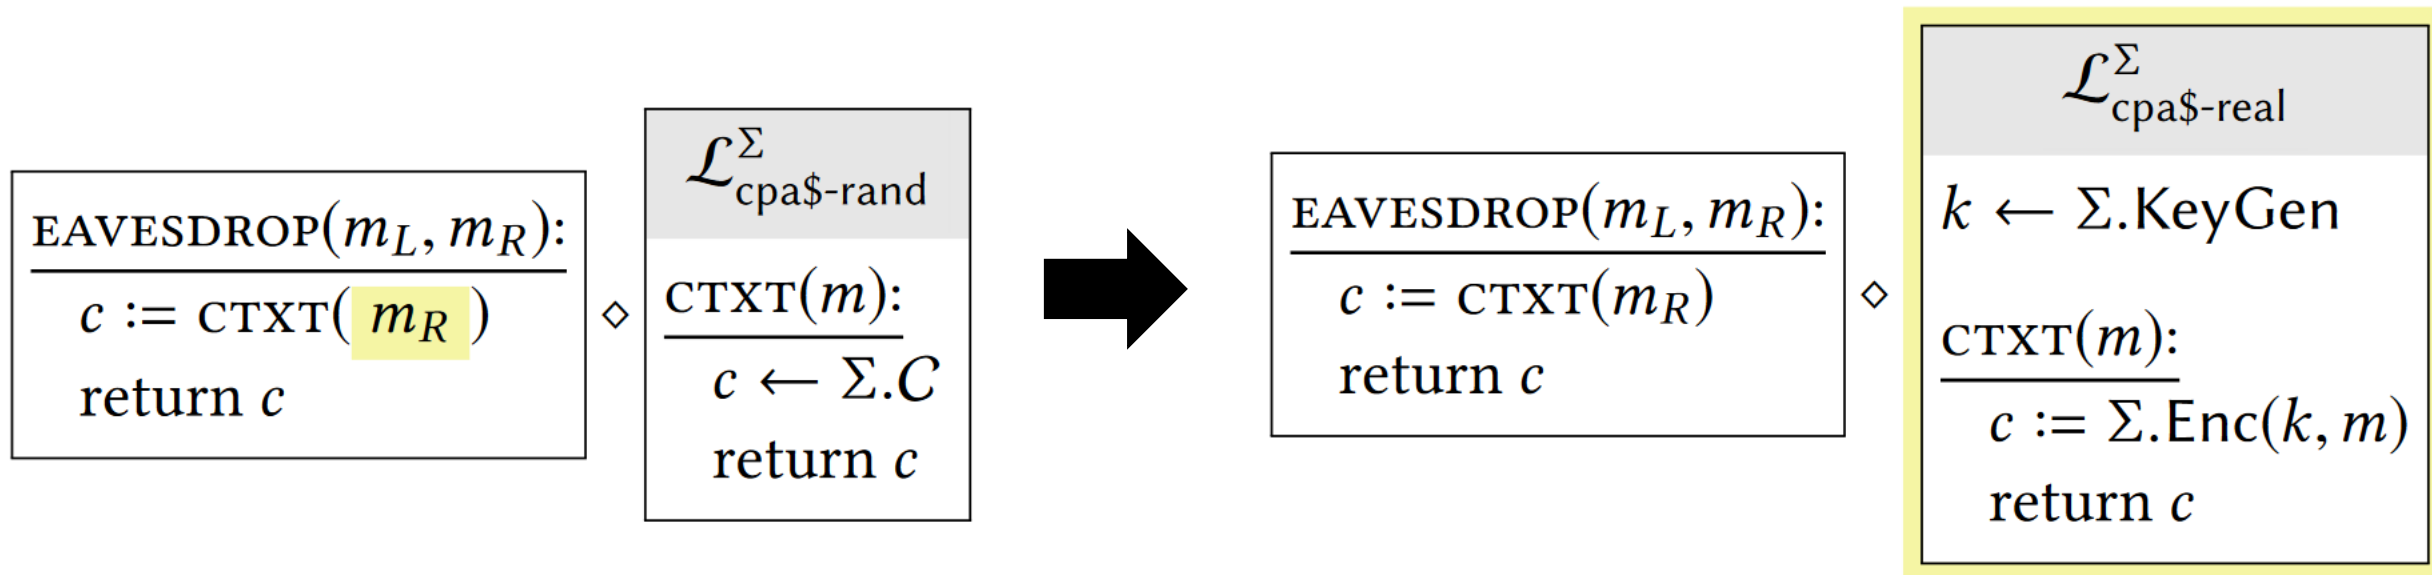 EAVESDROP(m_L, m_R):
c := CTXT( m_R )
return c
⋄
ℒ^Σ_cpa$-rand
CTXT(m):
c ← Σ.𝒞
return c
EAVESDROP(m_L, m_R):
c := CTXT(m_R)
return c
⋄
ℒ^Σ_cpa$-real
k ← Σ.KeyGen
CTXT(m):
c := Σ.Enc(k, m)
return c